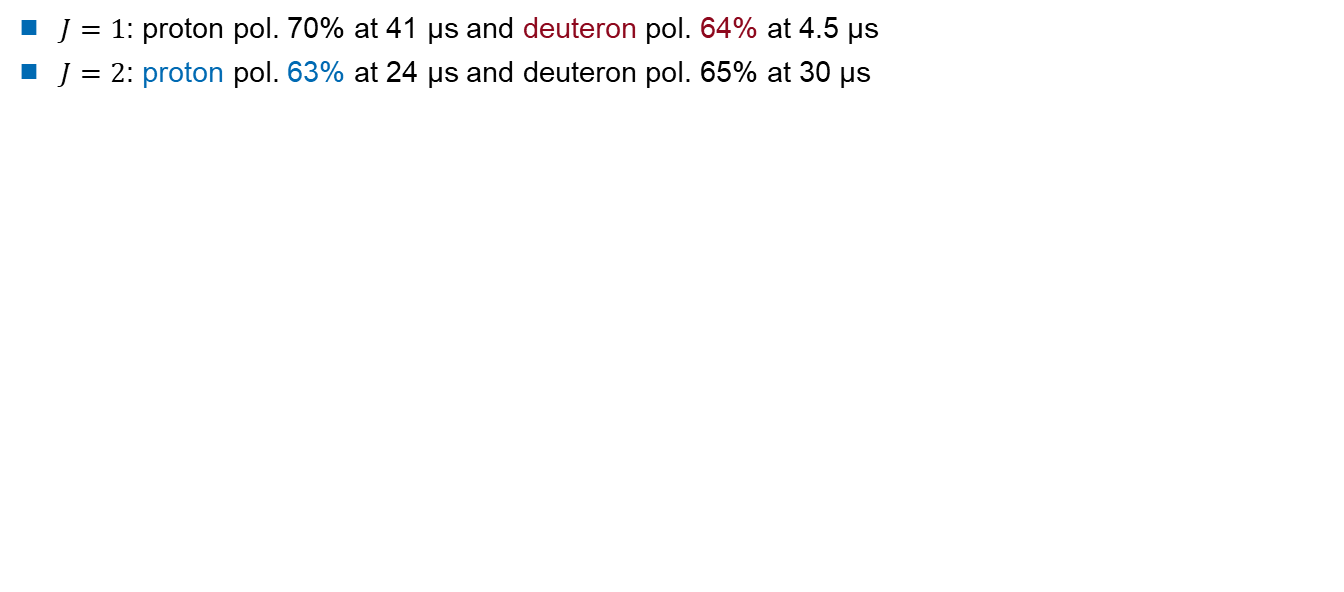 ■ J = 1: proton pol. 70% at 41 µs and deuteron pol. 64% at 4.5 µs
■ J = 2: proton pol. 63% at 24 µs and deuteron pol. 65% at 30 µs